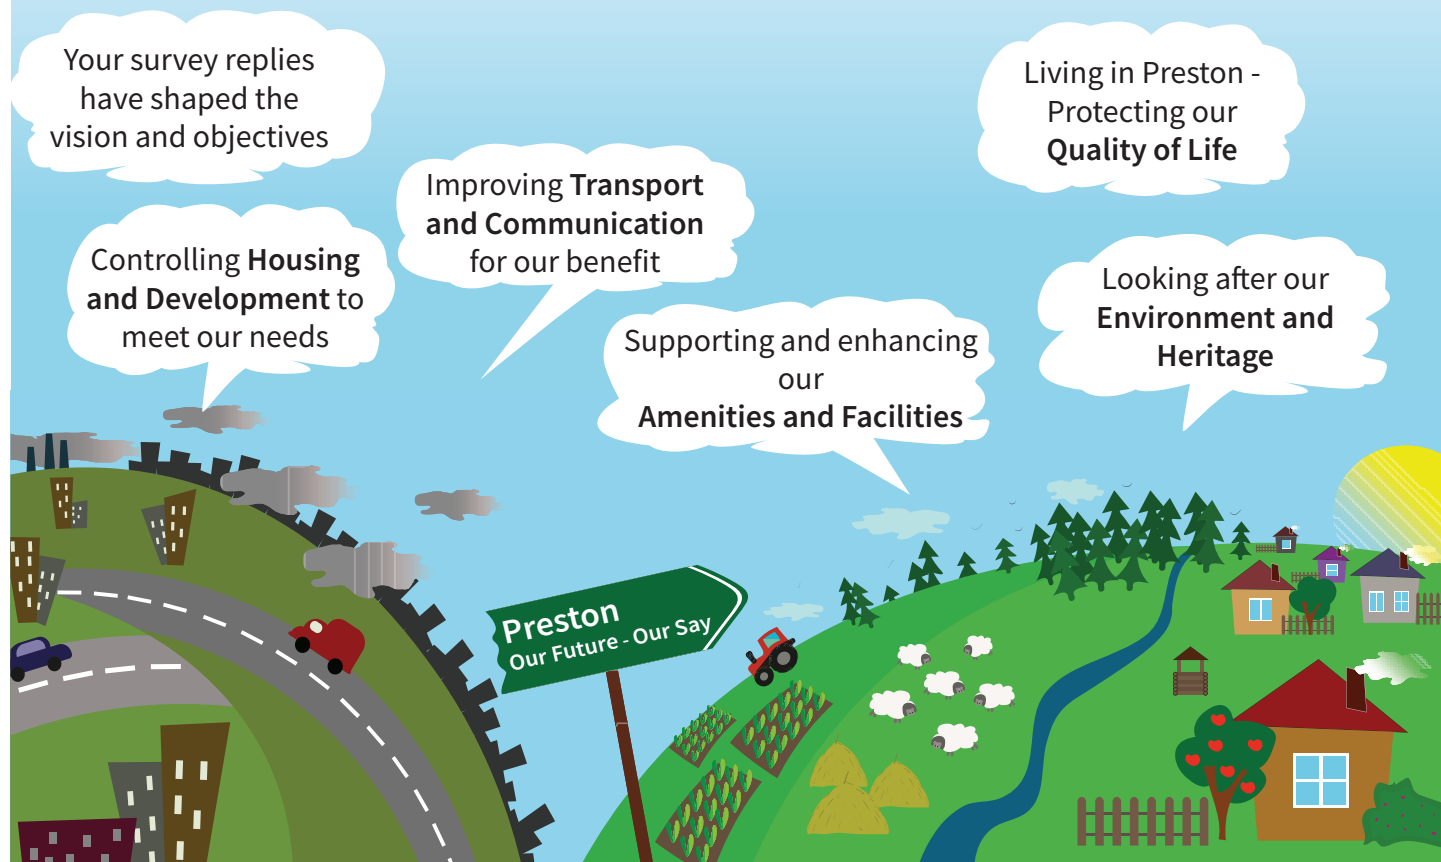 Your survey replies
have shaped the
vision and objectives
Living in Preston -
Protecting our
Quality of Life
Improving Transport
and Communication
for our benefit
Controlling Housing
and Development to
meet our needs
Looking after our
Environment and
Heritage
Supporting and enhancing
our
Amenities and Facilities
Preston
Our Future - Our Say